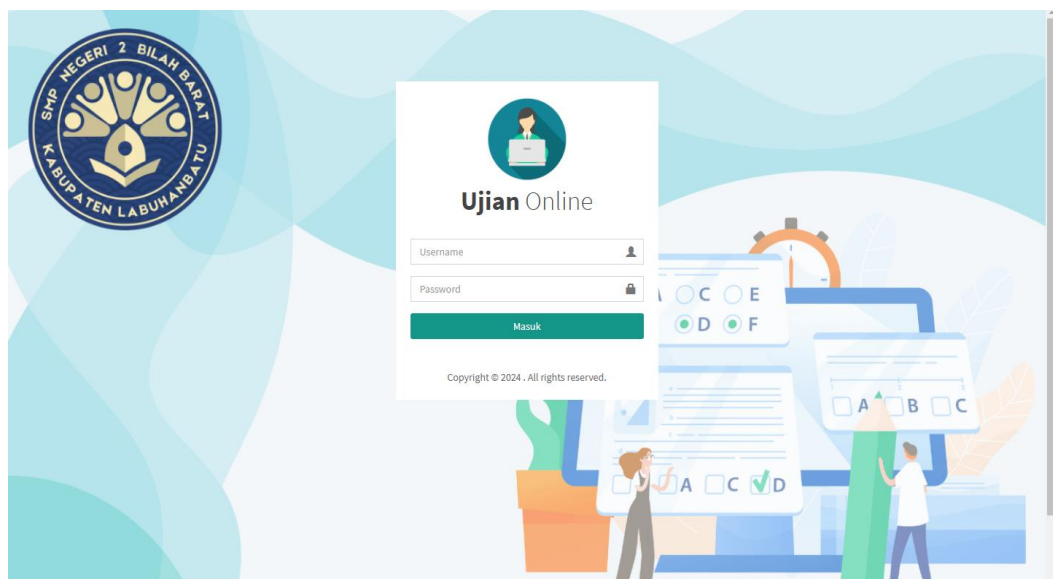 SMP NEGERI 2 BILAH BARAT
KABUPATEN LABUHANBATU
Ujian Online
Username
Password
Masuk
Copyright © 2024 . All rights reserved.
C E
D F
A B C
A C D